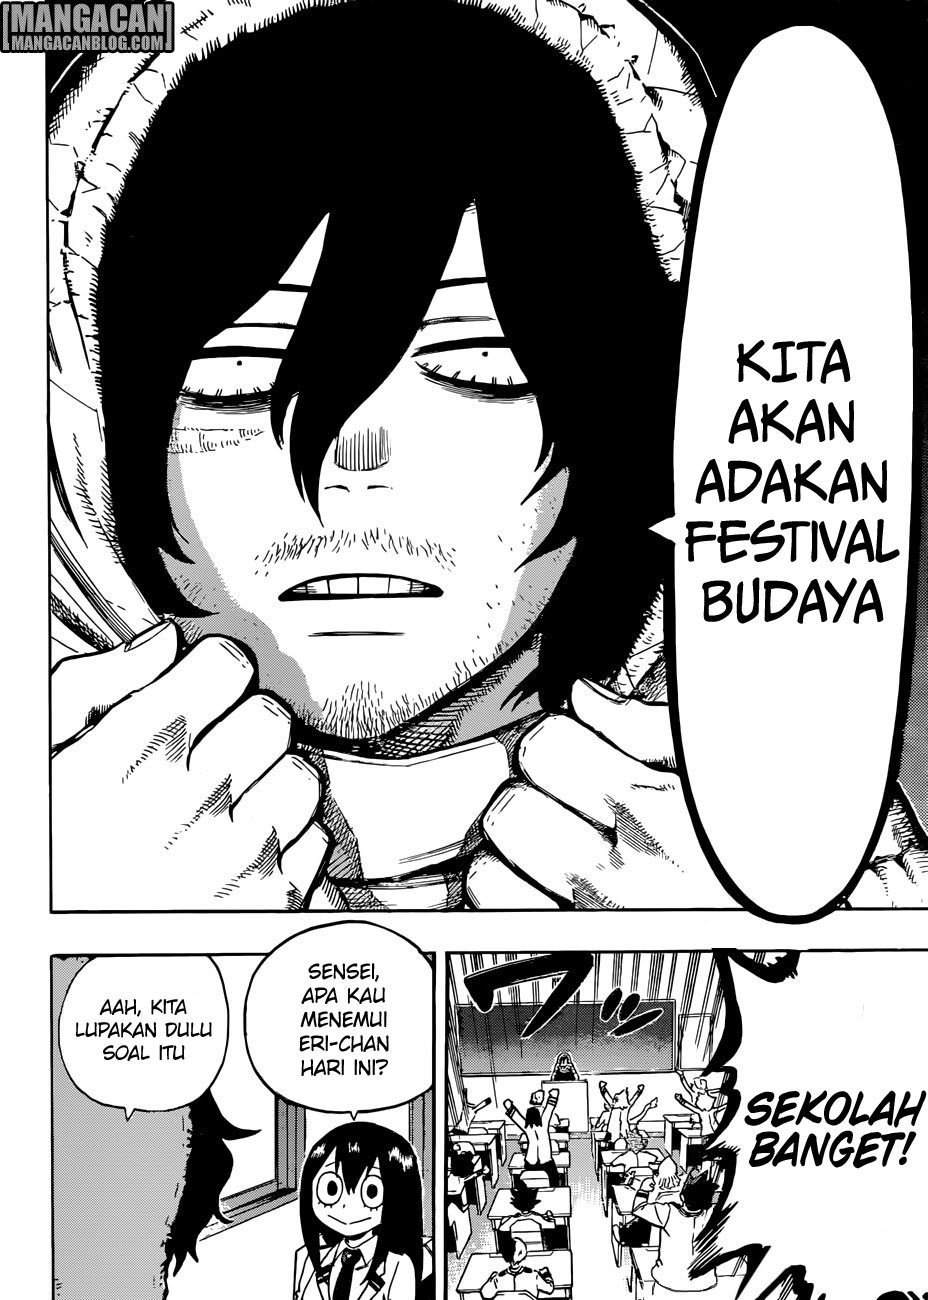 [MANGACAN]
MANGACANBLOG.COM
KITA
AKAN
ADAKAN
FESTIVAL
BUDAYA
SEKOLAH
BANGET!
SENSEI,
APA KAU
MENEMUI
ERI-CHAN
HARI INI?
AAH, KITA
LUPAKAN DULU
SOAL ITU